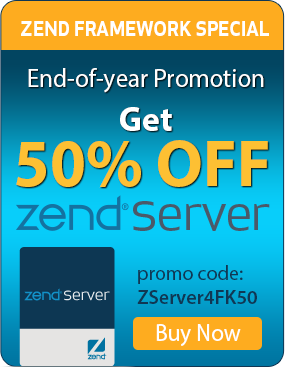 ZEND FRAMEWORK SPECIAL
End-of-year Promotion
Get
50% OFF
zend® Server
zend Server
promo code:
ZServer4FK50
zend
Buy Now